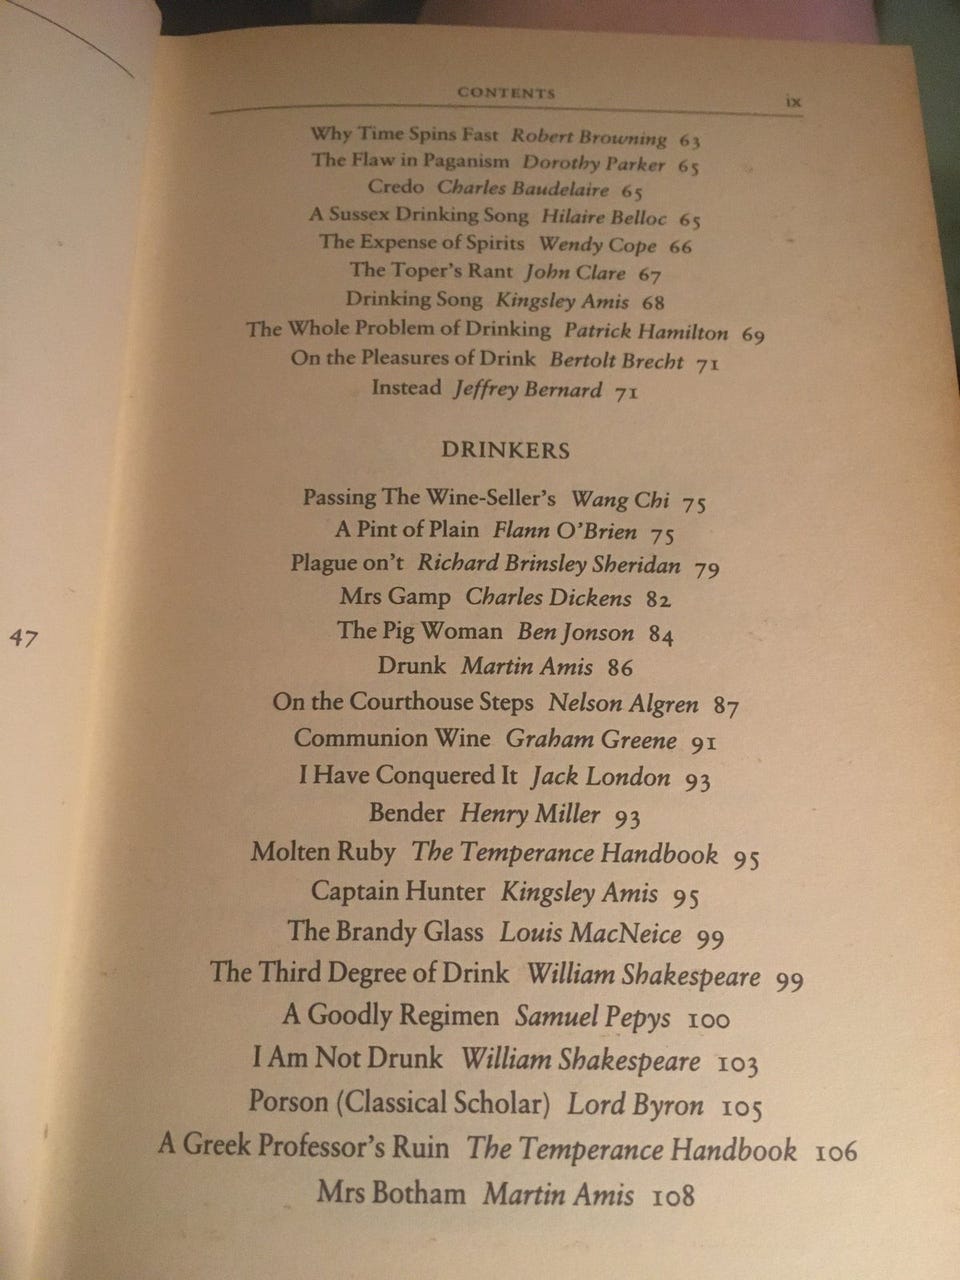 CONTENTS ix
Why Time Spins Fast Robert Browning 63
The Flaw in Paganism Dorothy Parker 65
Credo Charles Baudelaire 65
A Sussex Drinking Song Hilaire Belloc 65
The Expense of Spirits Wendy Cope 66
The Toper's Rant John Clare 67
Drinking Song Kingsley Amis 68
The Whole Problem of Drinking Patrick Hamilton 69
On the Pleasures of Drink Bertolt Brecht 71
Instead Jeffrey Bernard 71
DRINKERS
Passing The Wine-Seller's Wang Chi 75
A Pint of Plain Flann O'Brien 75
Plague on't Richard Brinsley Sheridan 79
Mrs Gamp Charles Dickens 82
The Pig Woman Ben Jonson 84
Drunk Martin Amis 86
On the Courthouse Steps Nelson Algren 87
Communion Wine Graham Greene 91
I Have Conquered It Jack London 93
Bender Henry Miller 93
Molten Ruby The Temperance Handbook 95
Captain Hunter Kingsley Amis 95
The Brandy Glass Louis MacNeice 99
The Third Degree of Drink William Shakespeare 99
A Goodly Regimen Samuel Pepys 100
I Am Not Drunk William Shakespeare 103
Porson (Classical Scholar) Lord Byron 105
A Greek Professor's Ruin The Temperance Handbook 106
Mrs Botham Martin Amis 108
47